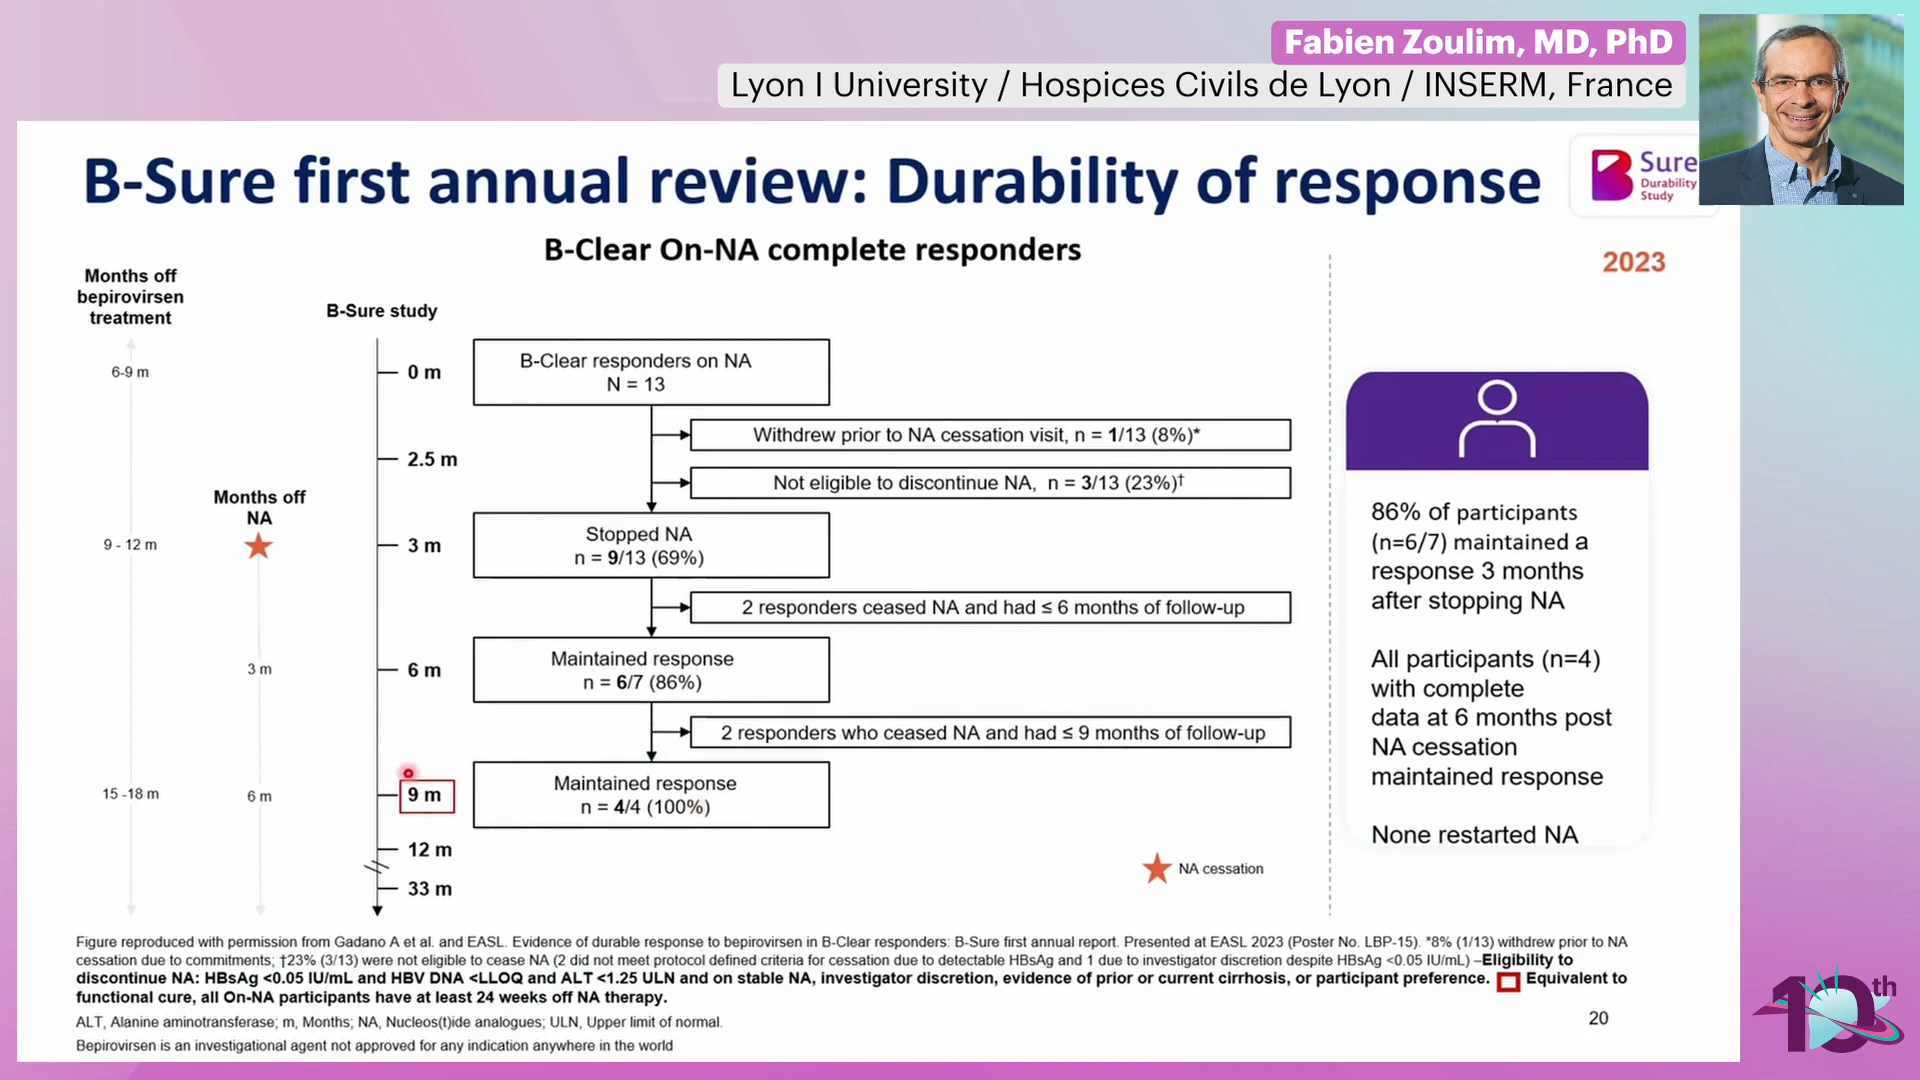 Fabien Zoulim, MD, PhD
Lyon I University / Hospices Civils de Lyon / INSERM, France
B-Sure first annual review: Durability of response
B Sure
Durability
Study
B-Clear On-NA complete responders
2023
Months off
bepirovirsen
treatment
B-Sure study
6-9 m
0 m
B-Clear responders on NA
N = 13
Withdrew prior to NA cessation visit, n = 1/13 (8%)*
2.5 m
Not eligible to discontinue NA, n = 3/13 (23%)†
Months off
NA
9 - 12 m
3 m
Stopped NA
n = 9/13 (69%)
2 responders ceased NA and had ≤ 6 months of follow-up
3 m
6 m
Maintained response
n = 6/7 (86%)
2 responders who ceased NA and had ≤ 9 months of follow-up
15 -18 m
6 m
9 m
Maintained response
n = 4/4 (100%)
12 m
33 m
NA cessation
86% of participants
(n=6/7) maintained a
response 3 months
after stopping NA
All participants (n=4)
with complete
data at 6 months post
NA cessation
maintained response
None restarted NA
Figure reproduced with permission from Gadano A et al. and EASL. Evidence of durable response to bepirovirsen in B-Clear responders: B-Sure first annual report. Presented at EASL 2023 (Poster No. LBP-15). *8% (1/13) withdrew prior to NA
cessation due to commitments; †23% (3/13) were not eligible to cease NA (2 did not meet protocol defined criteria for cessation due to detectable HBsAg and 1 due to investigator discretion despite HBsAg <0.05 IU/mL) –Eligibility to
discontinue NA: HBsAg <0.05 IU/mL and HBV DNA <LLOQ and ALT <1.25 ULN and on stable NA, investigator discretion, evidence of prior or current cirrhosis, or participant preference. Equivalent to
functional cure, all On-NA participants have at least 24 weeks off NA therapy.
ALT, Alanine aminotransferase; m, Months; NA, Nucleos(t)ide analogues; ULN, Upper limit of normal.
Bepirovirsen is an investigational agent not approved for any indication anywhere in the world
20
10th